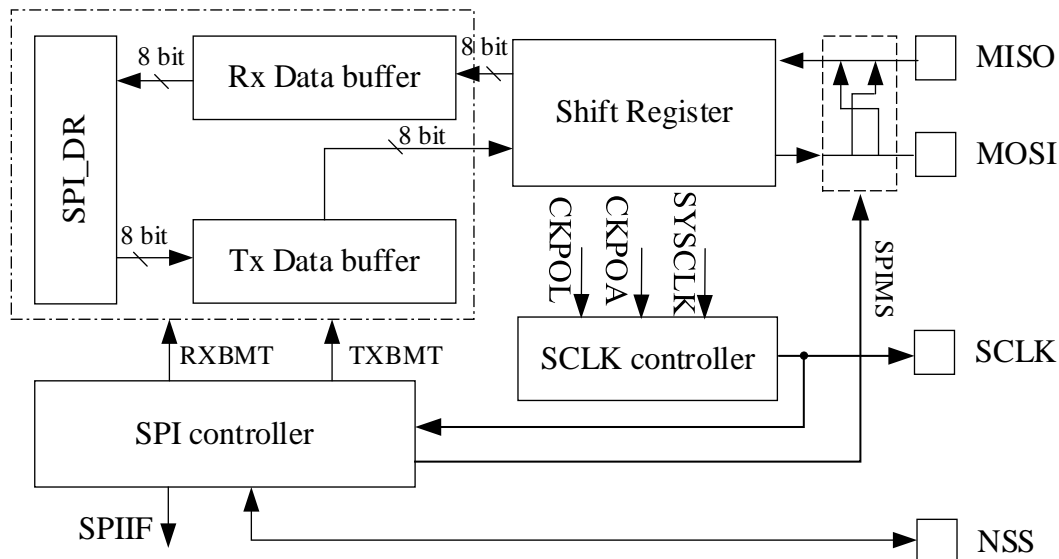 8 bit
Rx Data buffer
8 bit
Shift Register
MISO
8 bit
MOSI
SPI_DR
8 bit
Tx Data buffer
CKPOL
CKPOA
SYSCLK
SPIMS
RXBMT
TXBMT
SCLK controller
SCLK
SPI controller
SPIIF
NSS